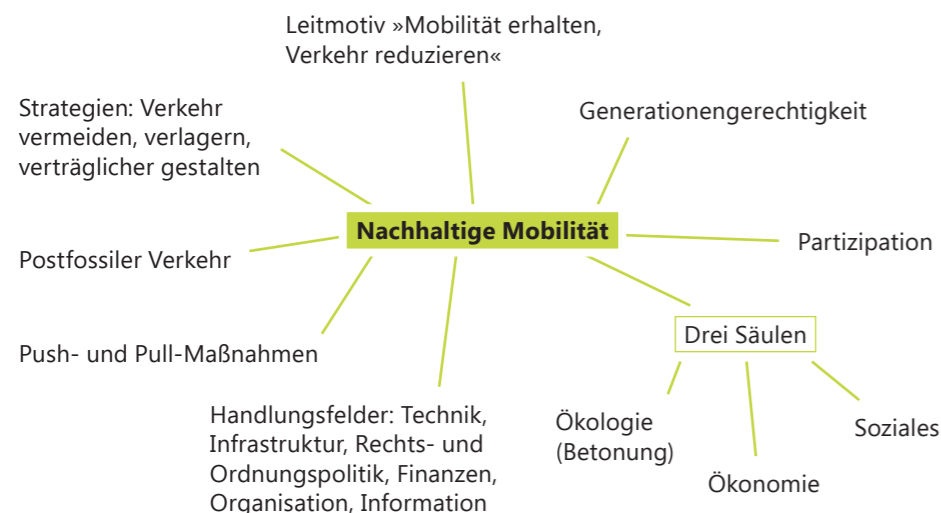 Leitmotiv »Mobilität erhalten,
Verkehr reduzieren«
Strategien: Verkehr
vermeiden, verlagern,
verträglicher gestalten
Generationengerechtigkeit
Nachhaltige Mobilität
Partizipation
Postfossiler Verkehr
Drei Säulen
Push- und Pull-Maßnahmen
Handlungsfelder: Technik,
Infrastruktur, Rechts- und
Ordnungspolitik, Finanzen,
Organisation, Information
Ökologie
(Betonung)
Soziales
Ökonomie